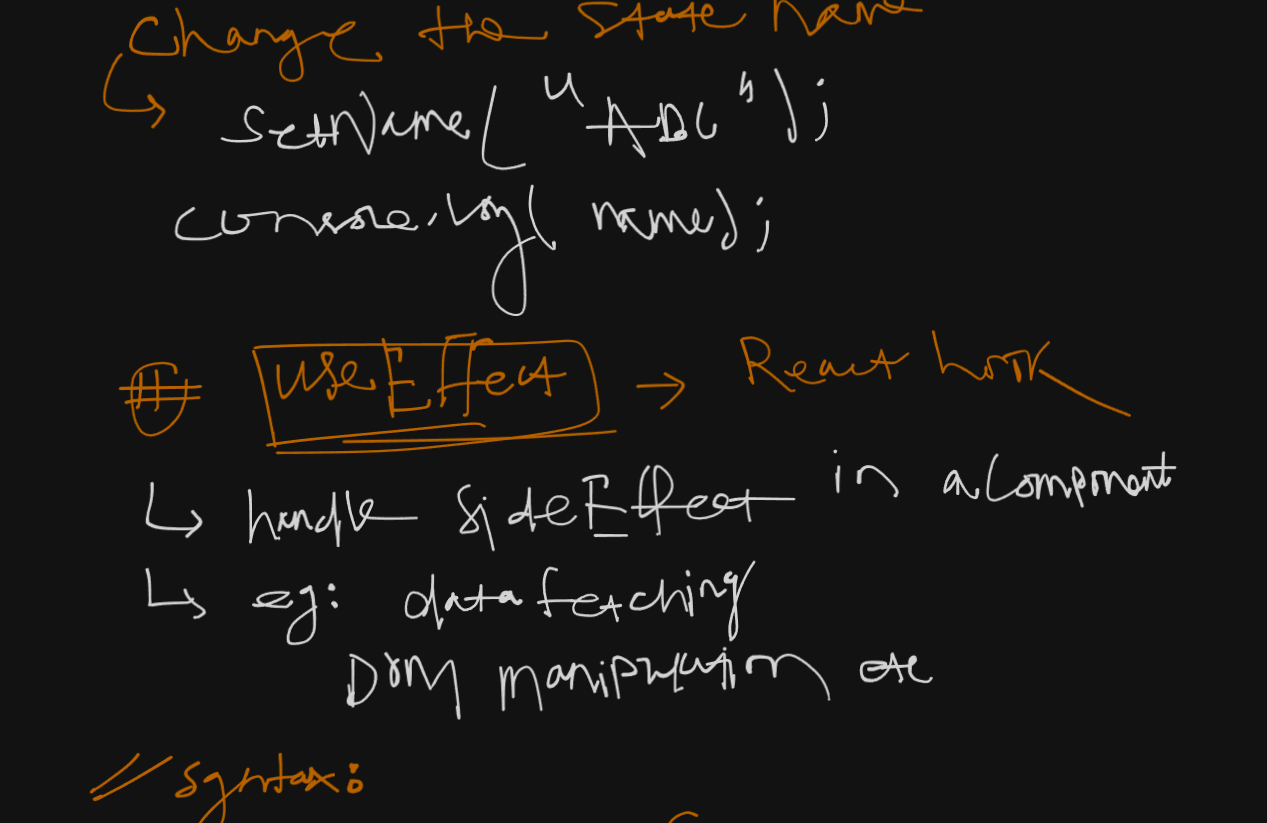 Change the state name
setName("ABC");
console.log(name);
# useEffect → React hook
↳ handle sideEffect in a Component
↳ eg: data fetching
DOM manipulation etc
// syntax: